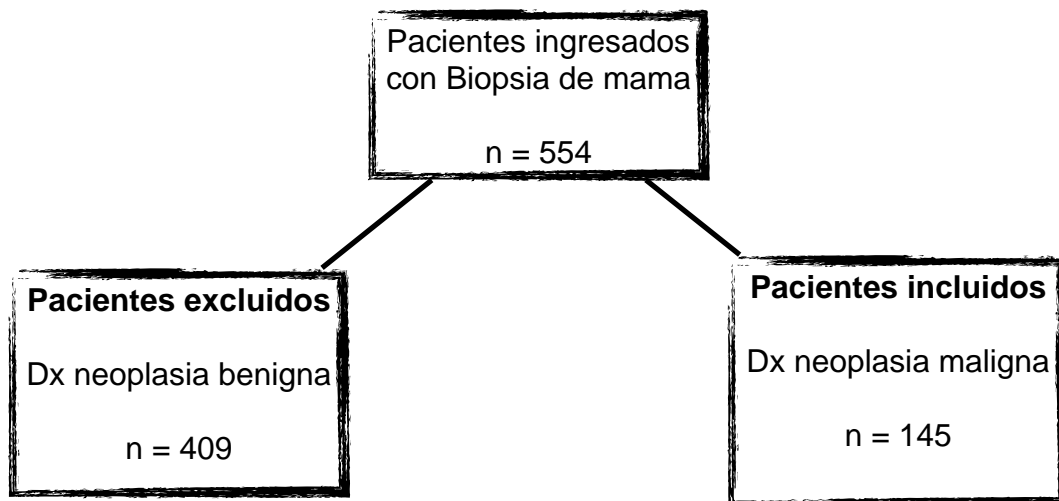 Pacientes ingresados
con Biopsia de mama
n = 554
Pacientes excluidos
Dx neoplasia benigna
n = 409
Pacientes incluidos
Dx neoplasia maligna
n = 145